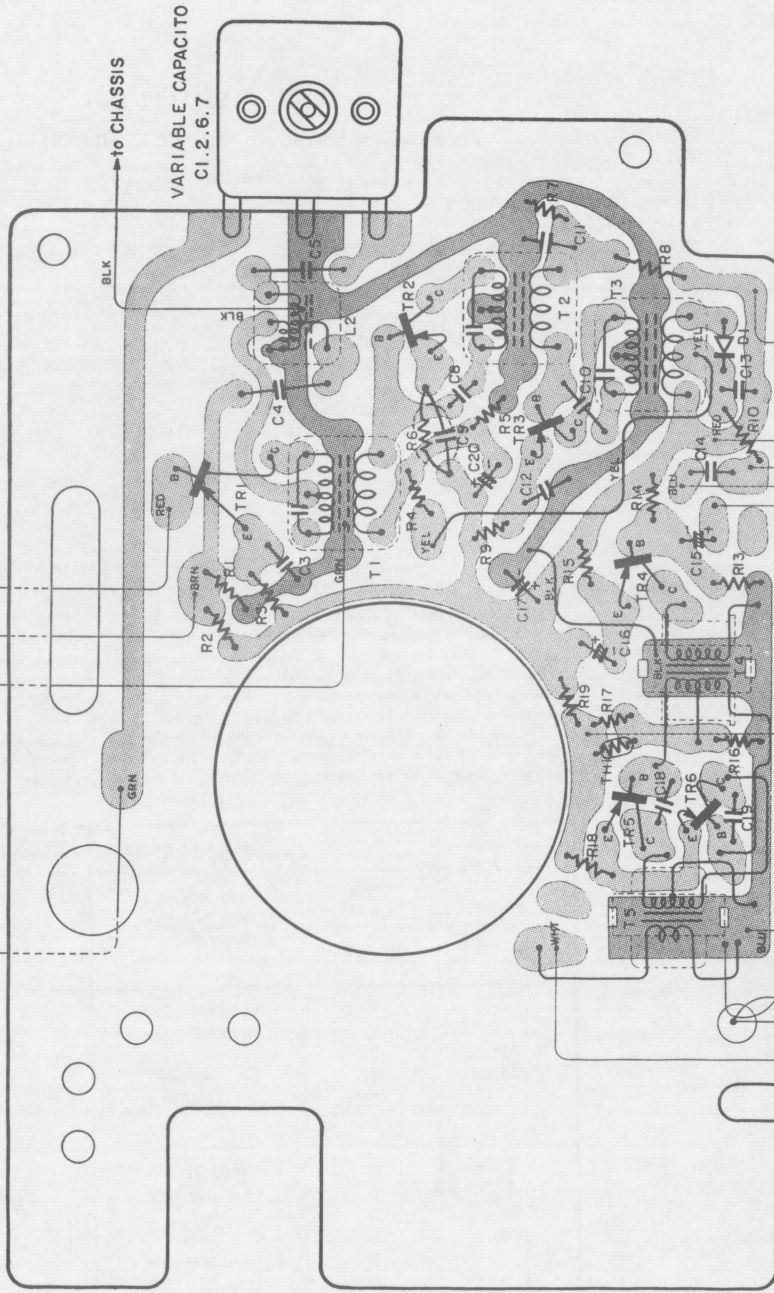 to CHASSIS
VARIABLE CAPACITO
C1.2.6.7
BLK
BLK
L2
C5
C4
RED
B
C
E
TR1
T1
C3
BRN
R1
R2
R3
GRN
GRN
B
TR2
C
E
T2
C11
R7
R8
T3
C8
R6
C9
C20
+
R4
R5
TR3
B
C
E
C10
C12
YEL
YEL
YEL
D1
C13
RED
R10
C14
BLU
R14
R9
C17
+
BLK
R15
E
B
TR4
C
C15
+
R13
C16
+
BLK
T4
R19
R17
TH1
R16
B
TR5
E
C
C18
TR6
E
B
C
C19
R18
T5
WHT
BLU